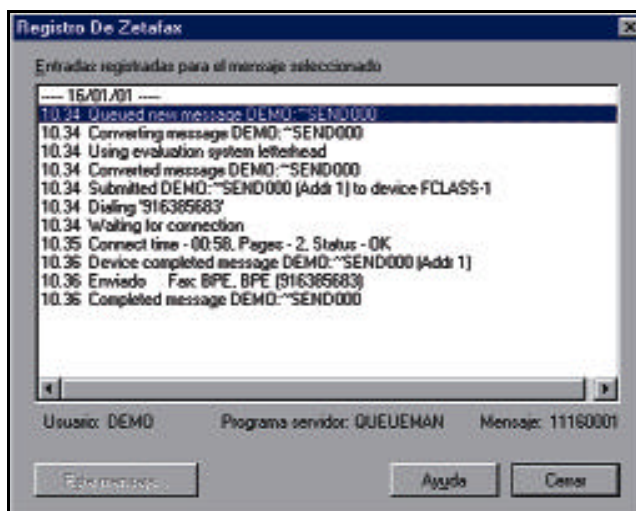 Registro De Zetafax
Entradas registradas para el mensaje seleccionado
---- 16/01/01 ----
10.34 Queued new message DEMO:~SEND000
10.34 Converting message DEMO:~SEND000
10.34 Using evaluation system letterhead
10.34 Converted message DEMO:~SEND000
10.34 Submitted DEMO:~SEND000 (Addr 1) to device FCLASS-1
10.34 Dialing '916385683'
10.34 Waiting for connection
10.35 Connect time - 00:58, Pages - 2, Status - OK
10.36 Device completed message DEMO:~SEND000 (Addr 1)
10.36 Enviado Fax: BPE, BPE (916385683)
10.36 Completed message DEMO:~SEND000
Usuario: DEMO Programa servidor: QUEUEMAN Mensaje: 11160001
mensaje... Ayuda Cerrar